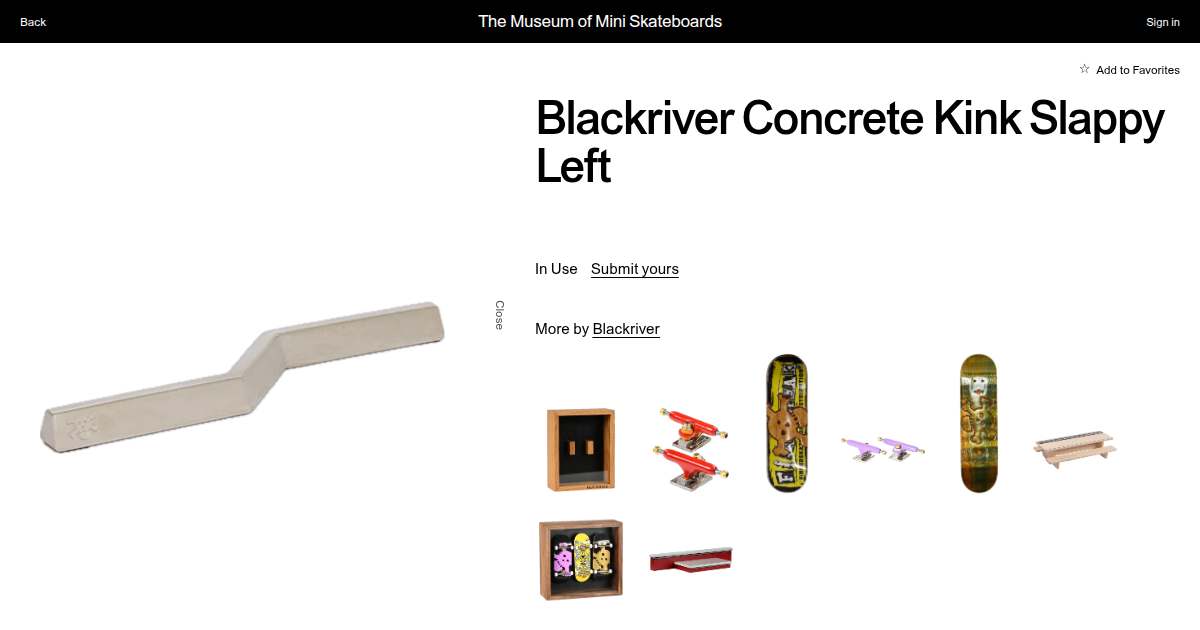 Back
The Museum of Mini Skateboards
Sign in
☆ Add to Favorites
Blackriver Concrete Kink Slappy
Left
In Use Submit yours
Close
More by Blackriver